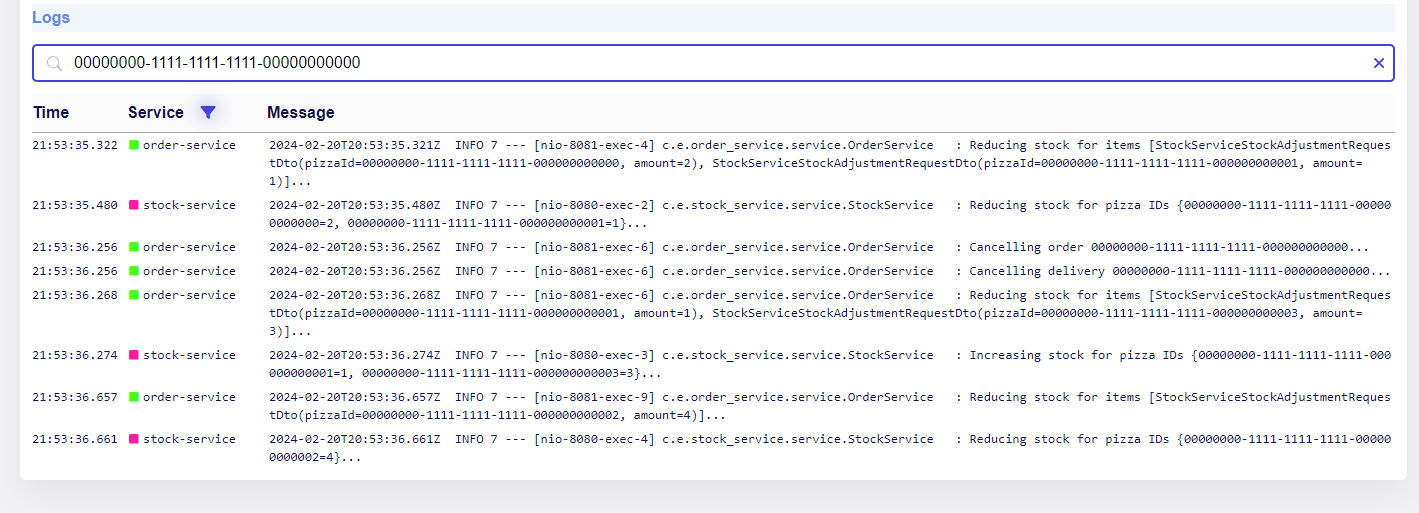 Logs
00000000-1111-1111-1111-00000000000
Time Service Message
21:53:35.322 order-service 2024-02-20T20:53:35.321Z  INFO 7 --- [nio-8081-exec-4] c.e.order_service.service.OrderService   : Reducing stock for items [StockServiceStockAdjustmentReques
tDto(pizzaId=00000000-1111-1111-1111-000000000000, amount=2), StockServiceStockAdjustmentRequestDto(pizzaId=00000000-1111-1111-1111-000000000001, amount=
1)]...
21:53:35.480 stock-service 2024-02-20T20:53:35.480Z  INFO 7 --- [nio-8080-exec-2] c.e.stock_service.service.StockService   : Reducing stock for pizza IDs {00000000-1111-1111-1111-00000
0000000=2, 00000000-1111-1111-1111-000000000001=1}...
21:53:36.256 order-service 2024-02-20T20:53:36.256Z  INFO 7 --- [nio-8081-exec-6] c.e.order_service.service.OrderService   : Cancelling order 00000000-1111-1111-1111-000000000000...
21:53:36.256 order-service 2024-02-20T20:53:36.256Z  INFO 7 --- [nio-8081-exec-6] c.e.order_service.service.OrderService   : Cancelling delivery 00000000-1111-1111-1111-000000000000...
21:53:36.268 order-service 2024-02-20T20:53:36.268Z  INFO 7 --- [nio-8081-exec-6] c.e.order_service.service.OrderService   : Reducing stock for items [StockServiceStockAdjustmentReques
tDto(pizzaId=00000000-1111-1111-1111-000000000001, amount=1), StockServiceStockAdjustmentRequestDto(pizzaId=00000000-1111-1111-1111-000000000003, amount=
3)]...
21:53:36.274 stock-service 2024-02-20T20:53:36.274Z  INFO 7 --- [nio-8080-exec-3] c.e.stock_service.service.StockService   : Increasing stock for pizza IDs {00000000-1111-1111-1111-000
000000001=1, 00000000-1111-1111-1111-000000000003=3}...
21:53:36.657 order-service 2024-02-20T20:53:36.657Z  INFO 7 --- [nio-8081-exec-9] c.e.order_service.service.OrderService   : Reducing stock for items [StockServiceStockAdjustmentReques
tDto(pizzaId=00000000-1111-1111-1111-000000000002, amount=4)]...
21:53:36.661 stock-service 2024-02-20T20:53:36.661Z  INFO 7 --- [nio-8080-exec-4] c.e.stock_service.service.StockService   : Reducing stock for pizza IDs {00000000-1111-1111-1111-00000
0000002=4}...